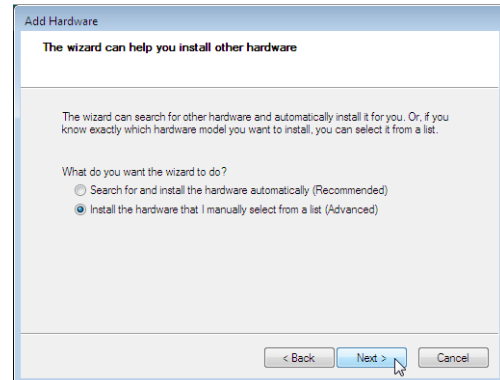 Add Hardware
The wizard can help you install other hardware
The wizard can search for other hardware and automatically install it for you. Or, if you
know exactly which hardware model you want to install, you can select it from a list.
What do you want the wizard to do?
Search for and install the hardware automatically (Recommended)
Install the hardware that I manually select from a list (Advanced)
< Back Next > Cancel